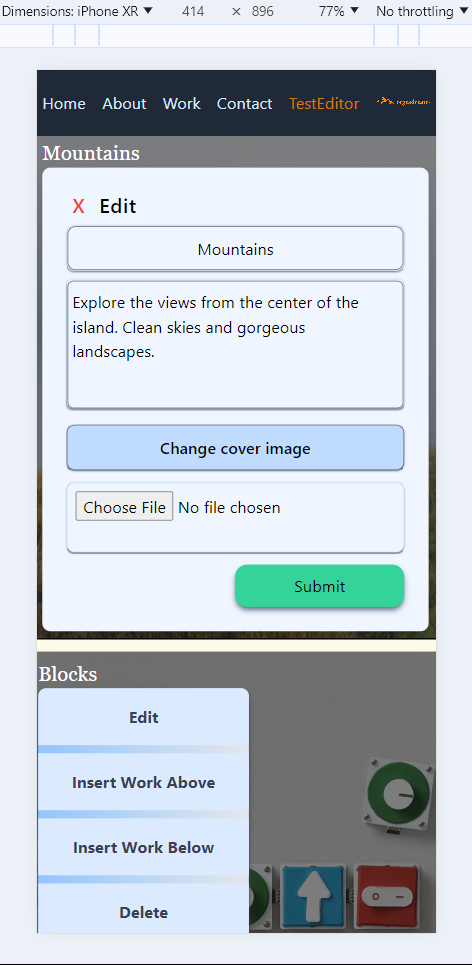 Dimensions: iPhone XR ▼ 414 × 896 77% ▼ No throttling ▼
Home About Work Contact TestEditor
Mountains
X Edit
Mountains
Explore the views from the center of the
island. Clean skies and gorgeous
landscapes.
Change cover image
Choose File No file chosen
Submit
Blocks
Edit
Insert Work Above
Insert Work Below
Delete